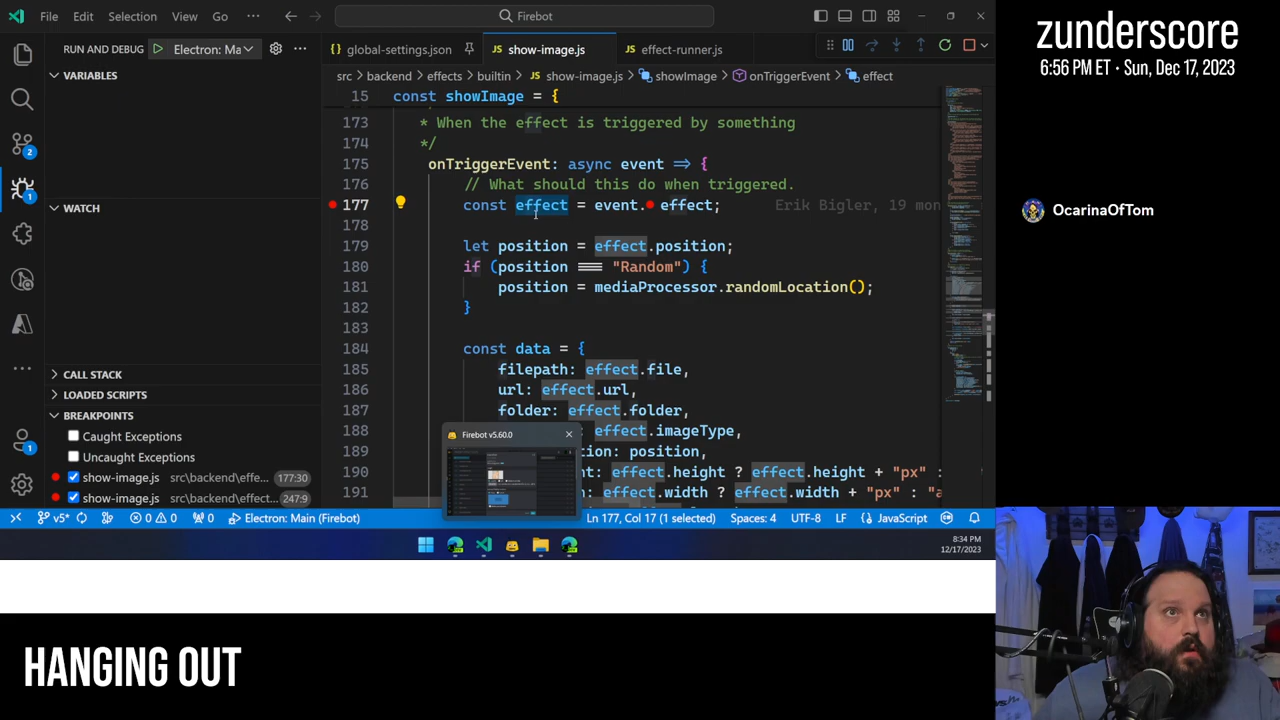 File Edit Selection View Go ··· Firebot
RUN AND DEBUG Electron: Ma
global-settings.json show-image.js effect-runner.js
VARIABLES
WATCH
CALL STACK
LOADED SCRIPTS
BREAKPOINTS
Caught Exceptions
Uncaught Exceptions
show-image.js src\backend\effe... 177:30
show-image.js src\backend\effect... 247:9
src > backend > effects > builtin > show-image.js > showImage > onTriggerEvent > effect
15 const showImage = {
173 * When the effect is triggered by something
174 */
175 onTriggerEvent: async event => {
176 // What should this do when triggered.
177 const effect = event. effect; Erik Bigler, 19 mon
179 let position = effect.position;
180 if (position === "Random") {
181 position = mediaProcessor.randomLocation();
182 }
183
184 const data = {
185 filepath: effect.file,
186 url: effect.url,
187 folder: effect.folder,
188 effect.imageType,
189 tion: position,
190 t: effect.height ? effect.height + "px" :
191 effect.width ? effect.width + "px" : "a
Firebot v5.60.0
v5* 0 0 0 Electron: Main (Firebot) Ln 177, Col 17 (1 selected) Spaces: 4 UTF-8 LF JavaScript
8:34 PM
12/17/2023
zunderscore
6:56 PM ET • Sun, Dec 17, 2023
OcarinaOfTom
HANGING OUT